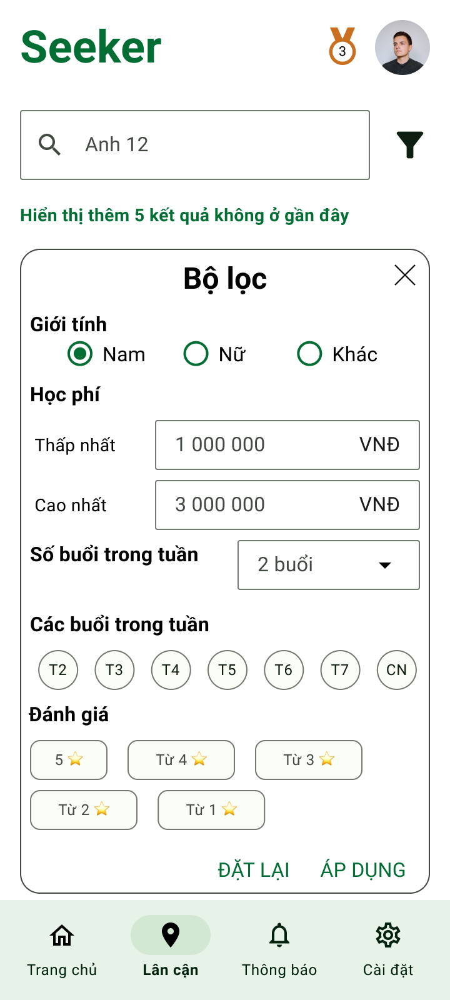 Seeker
3
Anh 12
Hiển thị thêm 5 kết quả không ở gần đây
Bộ lọc
Giới tính
Nam Nữ Khác
Học phí
Thấp nhất 1 000 000 VNĐ
Cao nhất 3 000 000 VNĐ
Số buổi trong tuần 2 buổi
Các buổi trong tuần
T2 T3 T4 T5 T6 T7 CN
Đánh giá
5 ⭐ Từ 4 ⭐ Từ 3 ⭐
Từ 2 ⭐ Từ 1 ⭐
ĐẶT LẠI ÁP DỤNG
Trang chủ Lân cận Thông báo Cài đặt